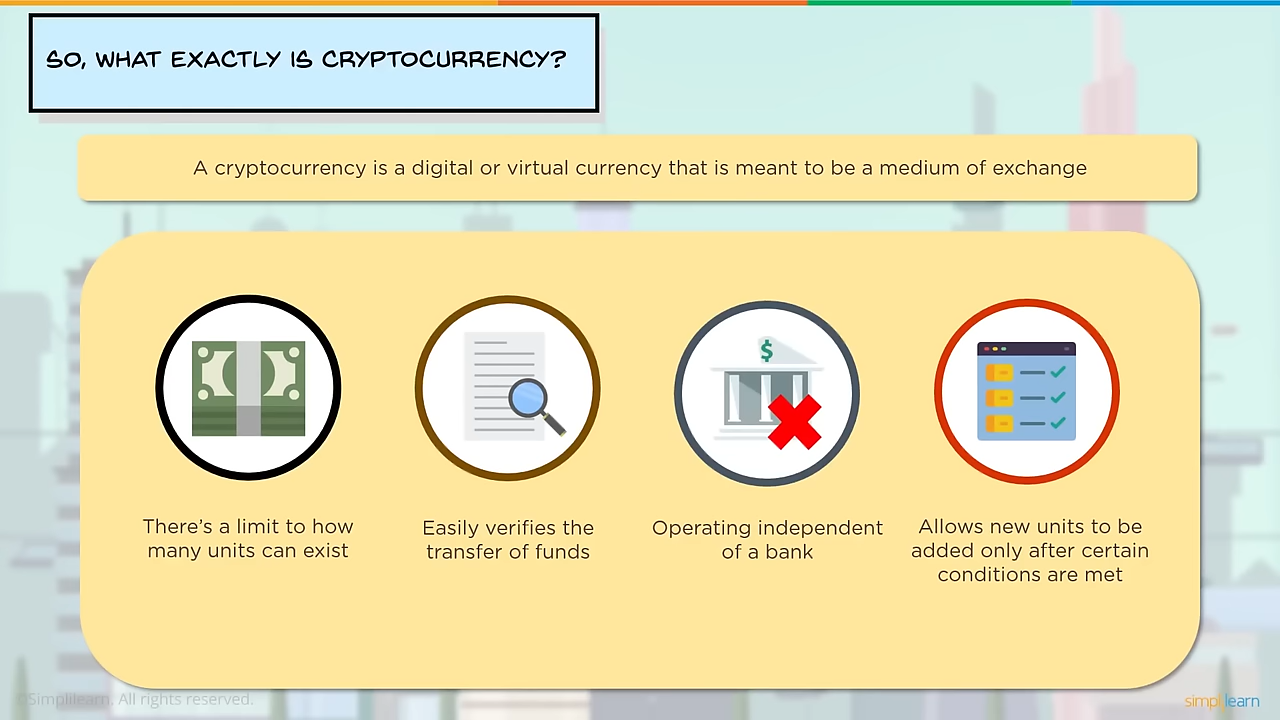 SO, WHAT EXACTLY IS CRYPTOCURRENCY?
A cryptocurrency is a digital or virtual currency that is meant to be a medium of exchange
$
There's a limit to how
many units can exist
Easily verifies the
transfer of funds
Operating independent
of a bank
Allows new units to be
added only after certain
conditions are met
©Simplilearn. All rights reserved.
simplilearn